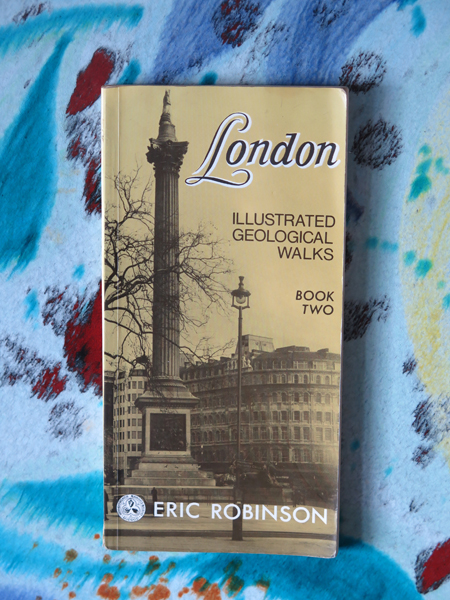 London
ILLUSTRATED
GEOLOGICAL
WALKS
BOOK
TWO
ERIC ROBINSON